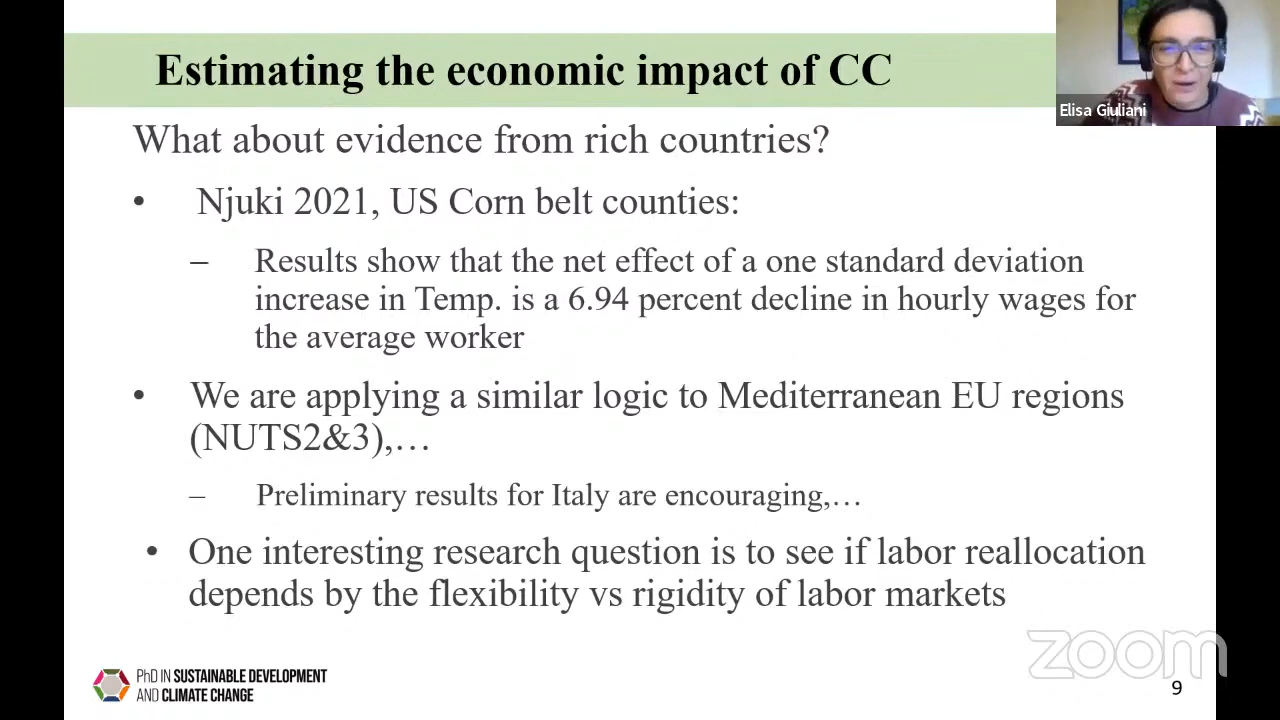 Estimating the economic impact of CC
Elisa Giuliani
What about evidence from rich countries?
• Njuki 2021, US Corn belt counties:
– Results show that the net effect of a one standard deviation
increase in Temp. is a 6.94 percent decline in hourly wages for
the average worker
• We are applying a similar logic to Mediterranean EU regions
(NUTS2&3),…
– Preliminary results for Italy are encouraging,…
• One interesting research question is to see if labor reallocation
depends by the flexibility vs rigidity of labor markets
zoom
PhD IN SUSTAINABLE DEVELOPMENT
AND CLIMATE CHANGE
9